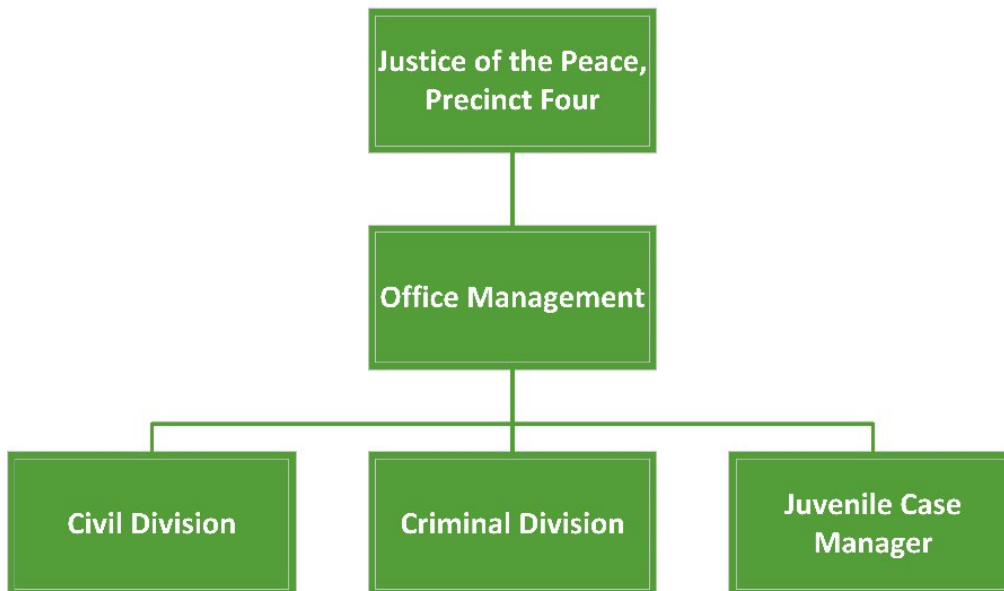 Justice of the Peace,
Precinct Four
Office Management
Civil Division
Criminal Division
Juvenile Case
Manager